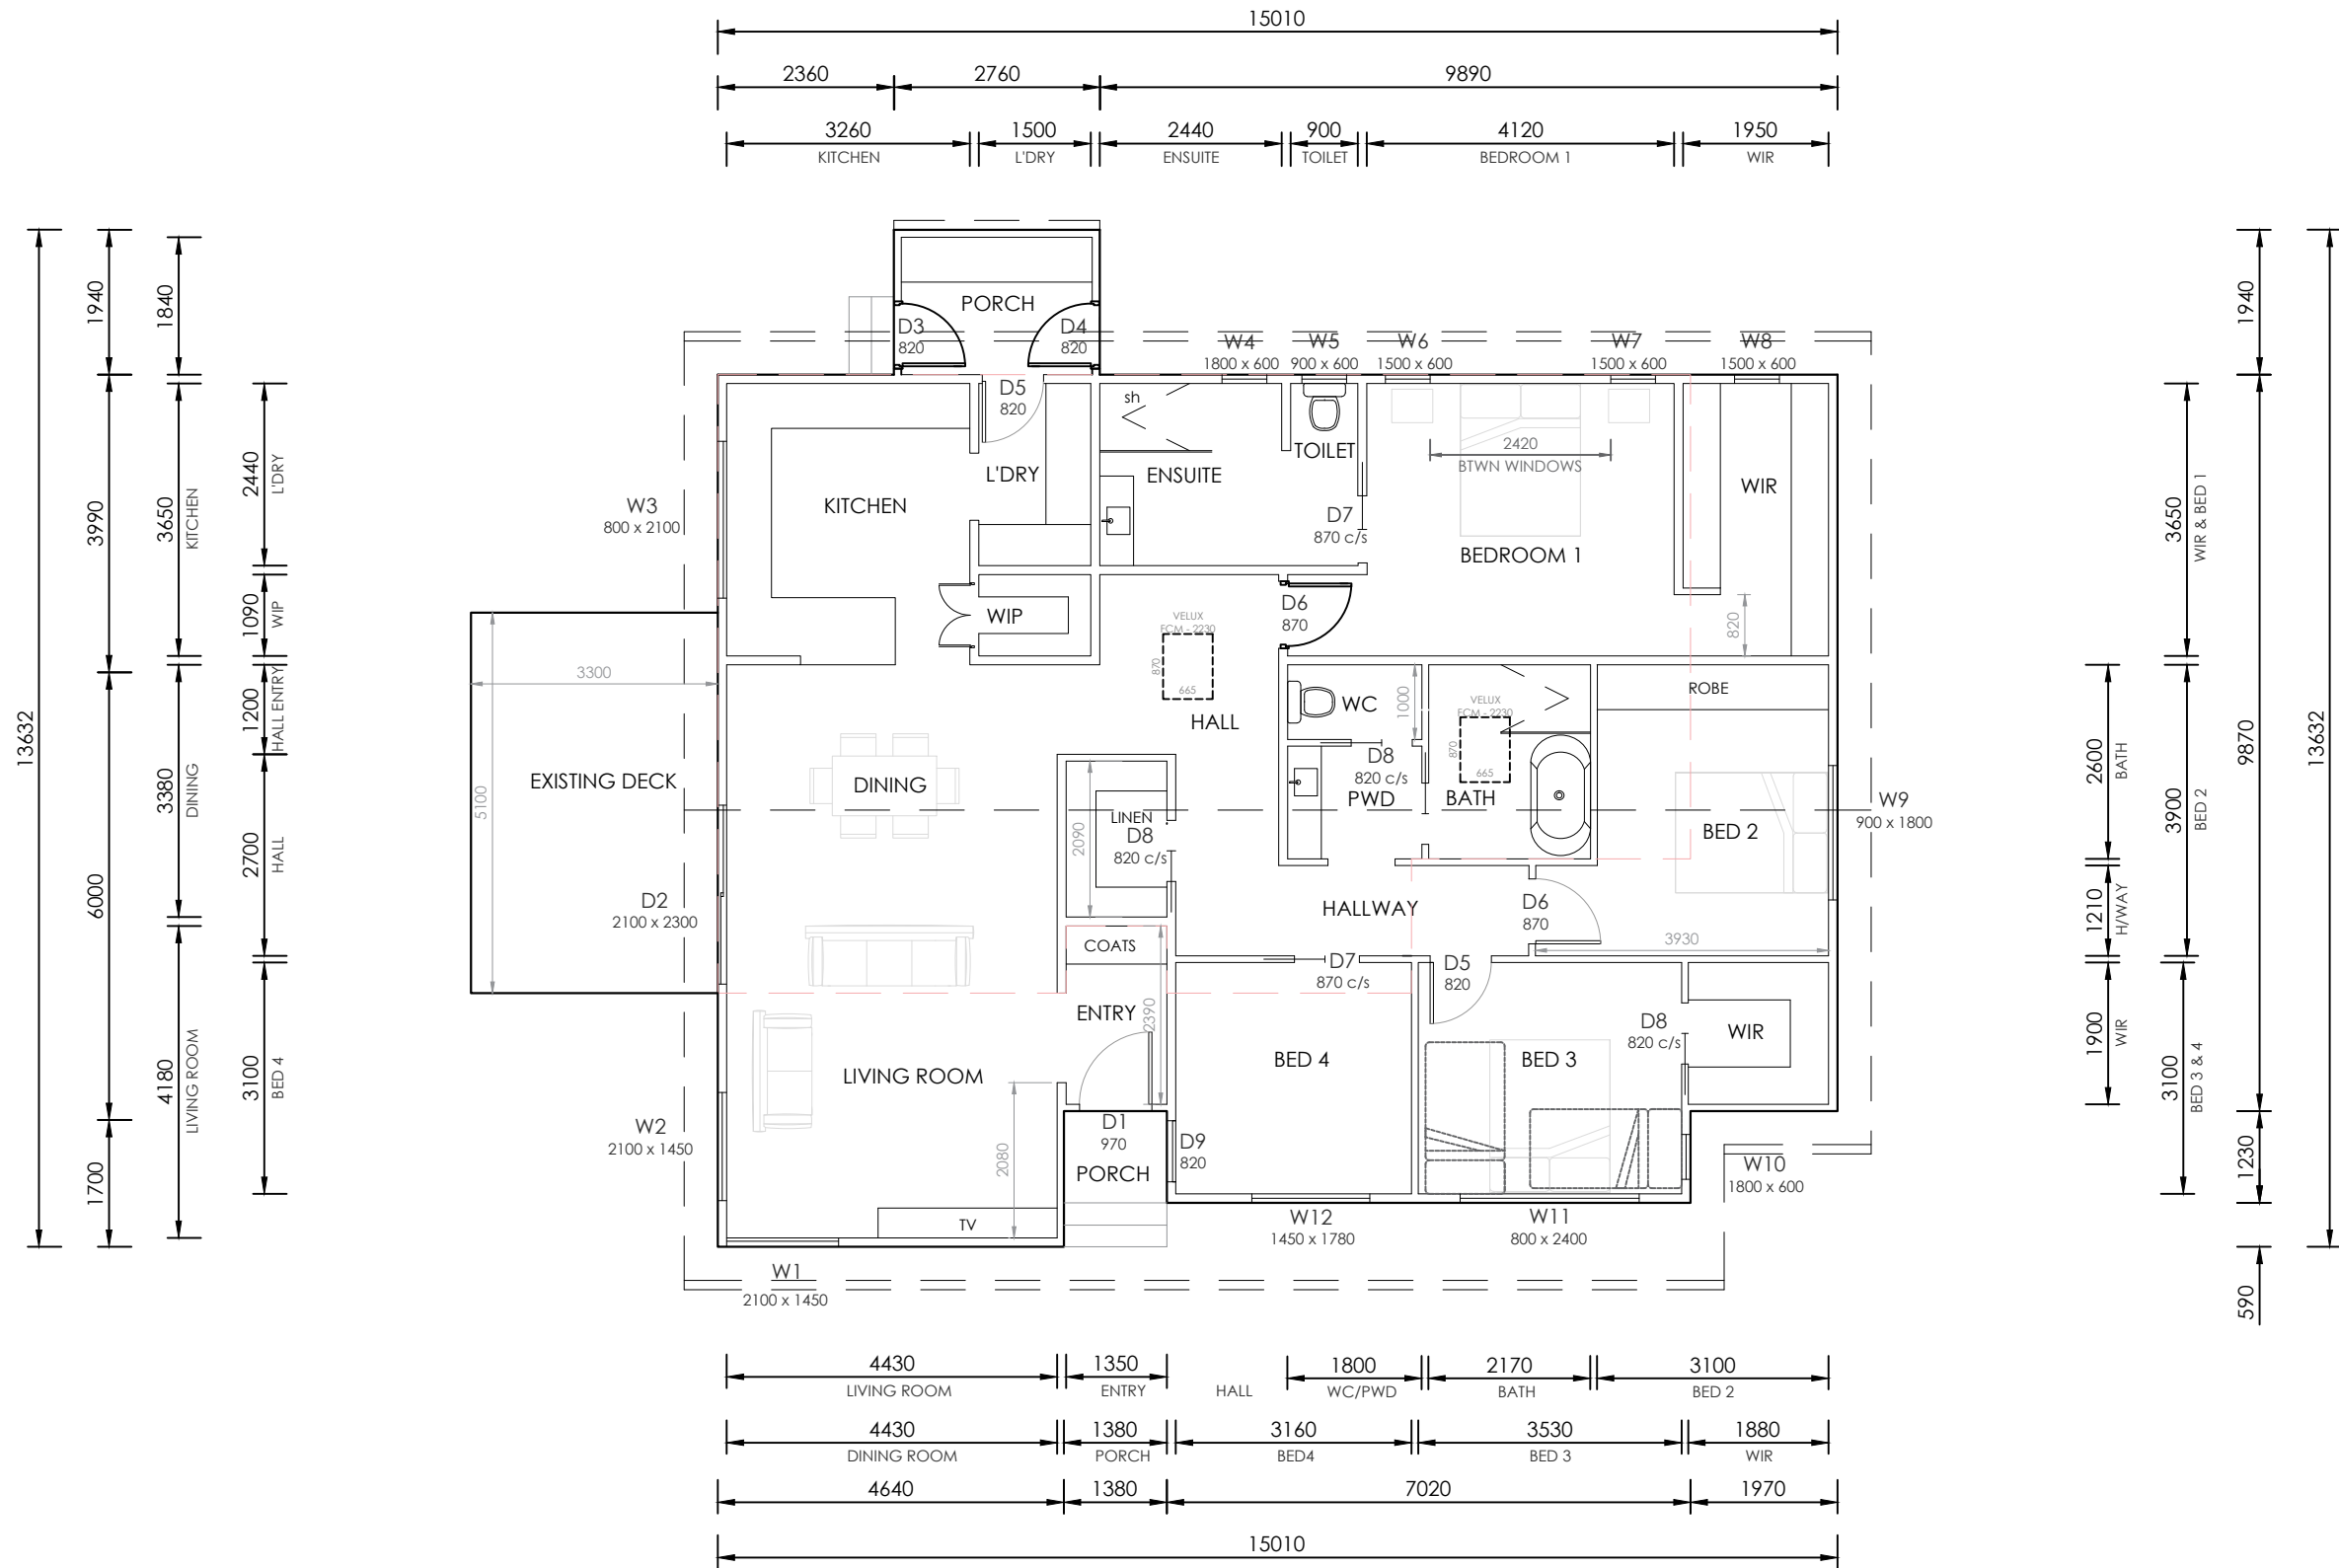 15010
2360 2760 9890
3260 1500 2440 900 4120 1950
KITCHEN L'DRY ENSUITE TOILET BEDROOM 1 WIR
13632
1940
3990
6000
1700
1840
3650
KITCHEN
3380
DINING
4180
LIVING ROOM
2440
L'DRY
1090
WIP
1200
HALL ENTRY
2700
HALL
3100
BED 4
PORCH
D3
820
D4
820
W4
1800 x 600
W5
900 x 600
W6
1500 x 600
W7
1500 x 600
W8
1500 x 600
D5
820
sh
TOILET
2420
BTWN WINDOWS
L'DRY
ENSUITE
WIR
KITCHEN
W3
800 x 2100
D7
870 c/s
BEDROOM 1
WIP
D6
870
VELUX
FCM - 2230
870
665
820
3300
HALL
WC
1000
VELUX
FCM - 2230
870
665
ROBE
EXISTING DECK
5100
DINING
D8
820 c/s
PWD
BATH
LINEN
D8
820 c/s
2090
BED 2
W9
900 x 1800
D2
2100 x 2300
HALLWAY
D6
870
3930
COATS
D7
870 c/s
D5
820
ENTRY
2390
D8
820 c/s
WIR
BED 4
BED 3
LIVING ROOM
W2
2100 x 1450
D1
970
PORCH
D9
820
2080
TV
W10
1800 x 600
W12
1450 x 1780
W11
800 x 2400
W1
2100 x 1450
2600
BATH
1210
H/WAY
1900
WIR
3650
WIR & BED 1
3900
BED 2
3100
BED 3 & 4
1940
9870
1230
590
13632
4430 1350 1800 2170 3100
LIVING ROOM ENTRY HALL WC/PWD BATH BED 2
4430 1380 3160 3530 1880
DINING ROOM PORCH BED4 BED 3 WIR
4640 1380 7020 1970
15010